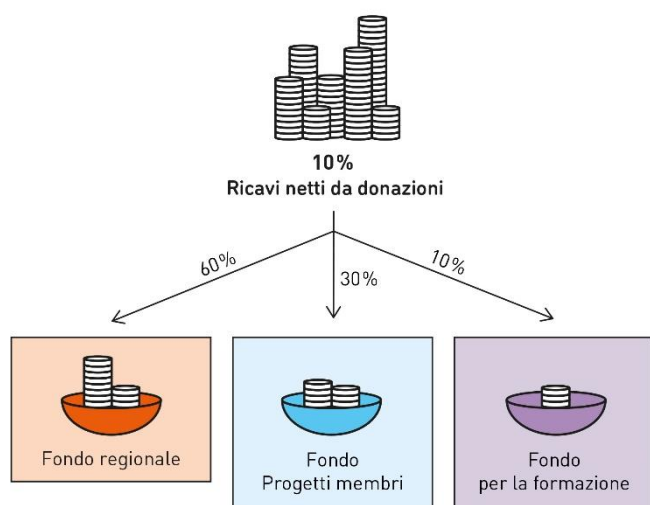 10%
Ricavi netti da donazioni
60%
30%
10%
Fondo regionale
Fondo
Progetti membri
Fondo
per la formazione